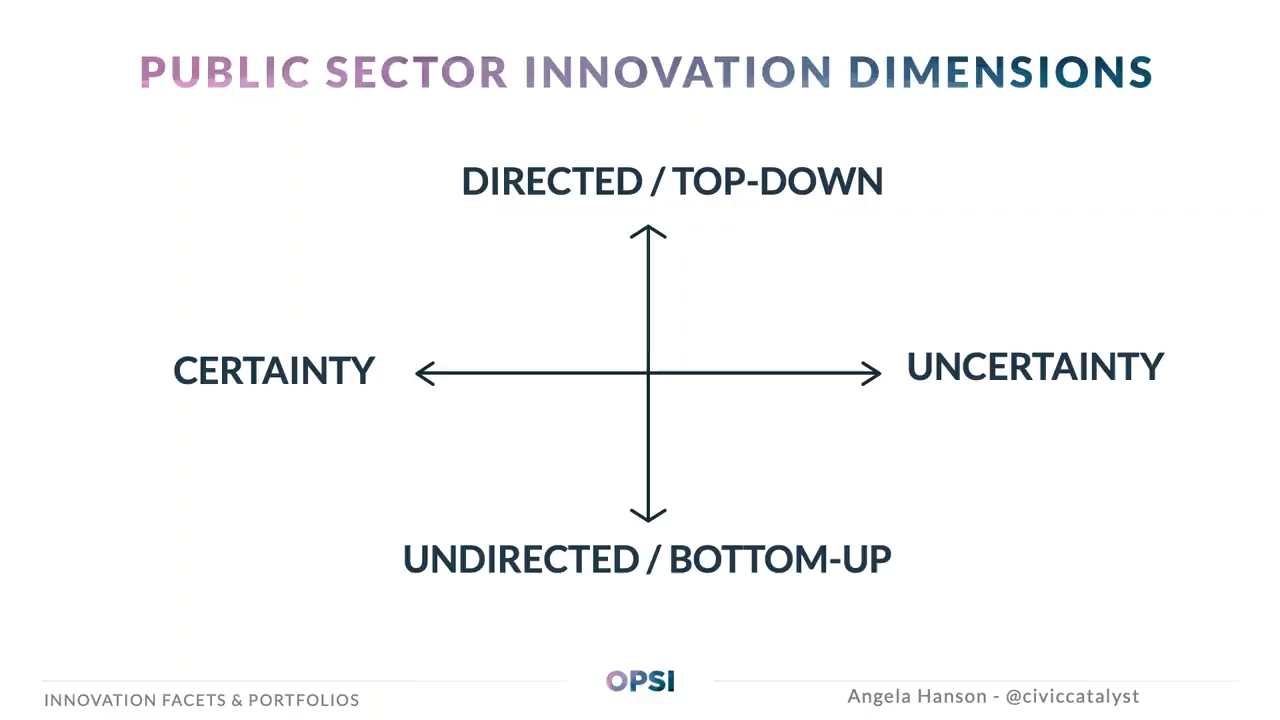 PUBLIC SECTOR INNOVATION DIMENSIONS
DIRECTED / TOP-DOWN
CERTAINTY
UNCERTAINTY
UNDIRECTED / BOTTOM-UP
INNOVATION FACETS & PORTFOLIOS
OPSI
Angela Hanson - @civiccatalyst